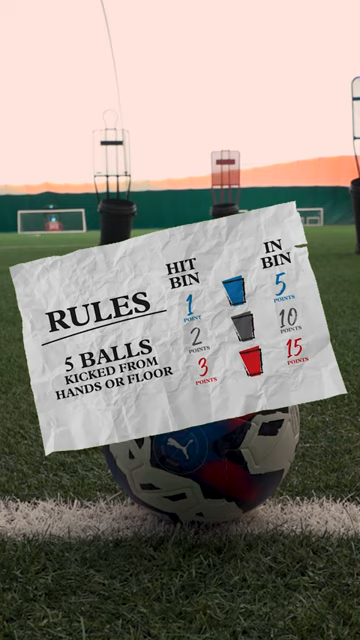 RULES
5 BALLS
KICKED FROM
HANDS OR FLOOR
HIT
BIN
IN
BIN
1
POINT
5
POINTS
2
POINTS
10
POINTS
3
POINTS
15
POINTS